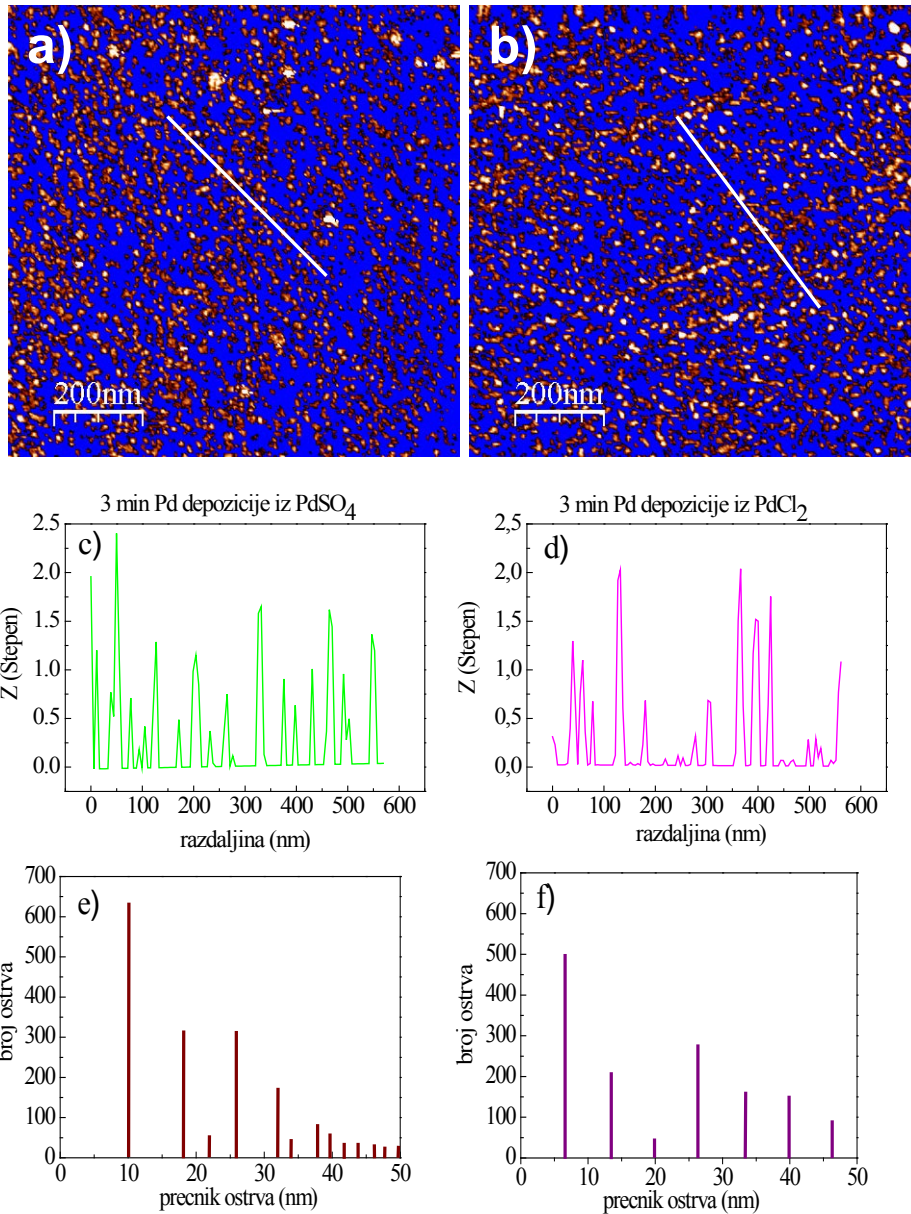 a)
b)
200nm
200nm
3 min Pd depozicije iz PdSO4
3 min Pd depozicije iz PdCl2
c)
2,5
2.0
1.5
1.0
0.5
0.0
Z (Stepen)
0 100 200 300 400 500 600
razdaljina (nm)
d)
2,5
2,0
1,5
1,0
0,5
0,0
Z (Stepen)
0 100 200 300 400 500 600
razdaljina (nm)
e)
700
600
500
400
300
200
100
0
broj ostrva
0 10 20 30 40 50
precnik ostrva (nm)
f)
700
600
500
400
300
200
100
0
broj ostrva
0 10 20 30 40 50
precnik ostrva (nm)